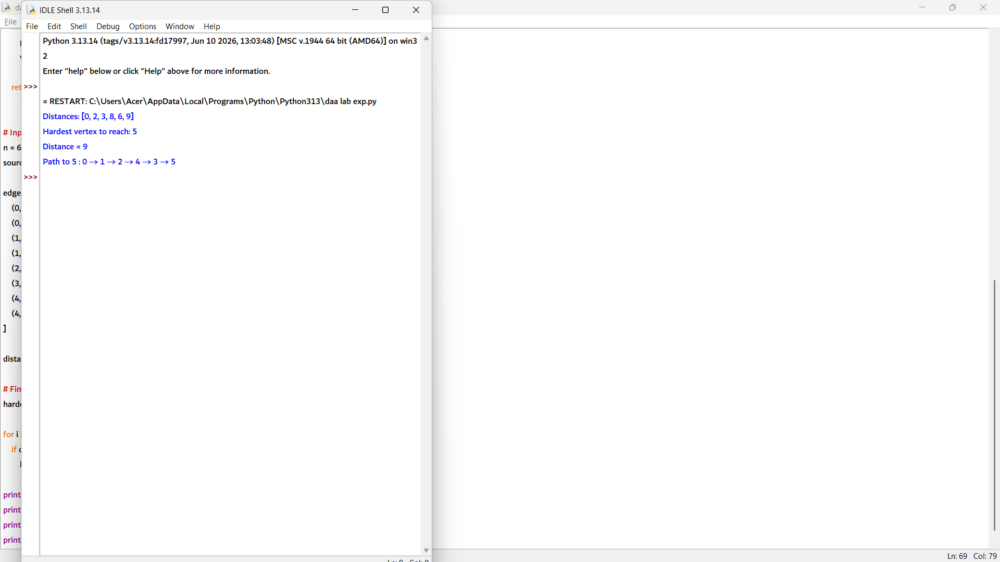 IDLE Shell 3.13.14
File Edit Shell Debug Options Window Help
Python 3.13.14 (tags/v3.13.14:fd17997, Jun 10 2026, 13:03:48) [MSC v.1944 64 bit (AMD64)] on win3
2
Enter "help" below or click "Help" above for more information.
>>>
= RESTART: C:\Users\Acer\AppData\Local\Programs\Python\Python313\daa lab exp.py
Distances: [0, 2, 3, 8, 6, 9]
Hardest vertex to reach: 5
Distance = 9
Path to 5 : 0 → 1 → 2 → 4 → 3 → 5
>>>
File
ret
# Inp
n = 6
sour
edge
(0,
(0,
(1,
(1,
(2,
(3,
(4,
(4,
]
dista
# Fin
hard
for i
if
print
print
print
print
Ln: 69 Col: 79